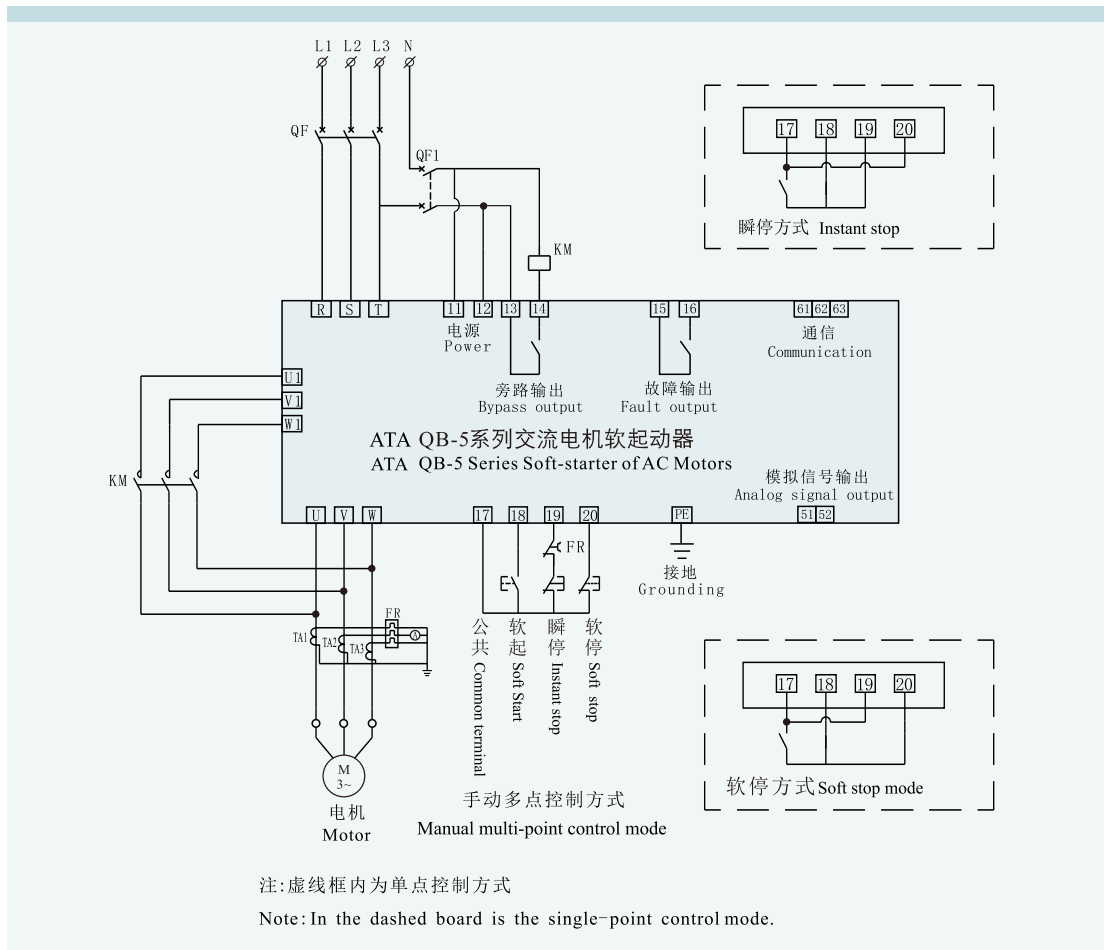 L1 L2 L3 N
QF
QF1
KM
R S T 11 12 13 14 15 16 61 62 63
电源
Power
旁路输出
Bypass output
故障输出
Fault output
通信
Communication
U1
V1
W1
KM
ATA QB-5系列交流电机软起动器
ATA QB-5 Series Soft-starter of AC Motors
模拟信号输出
Analog signal output
U V W 17 18 19 20 PE 51 52
FR
接地
Grounding
FR
A
TA1 TA2 TA3
公共 Common terminal
软起 Soft Start
瞬停 Instant stop
软停 Soft stop
M
3~
电机
Motor
手动多点控制方式
Manual multi-point control mode
17 18 19 20
瞬停方式 Instant stop
17 18 19 20
软停方式 Soft stop mode
注:虚线框内为单点控制方式
Note: In the dashed board is the single-point control mode.